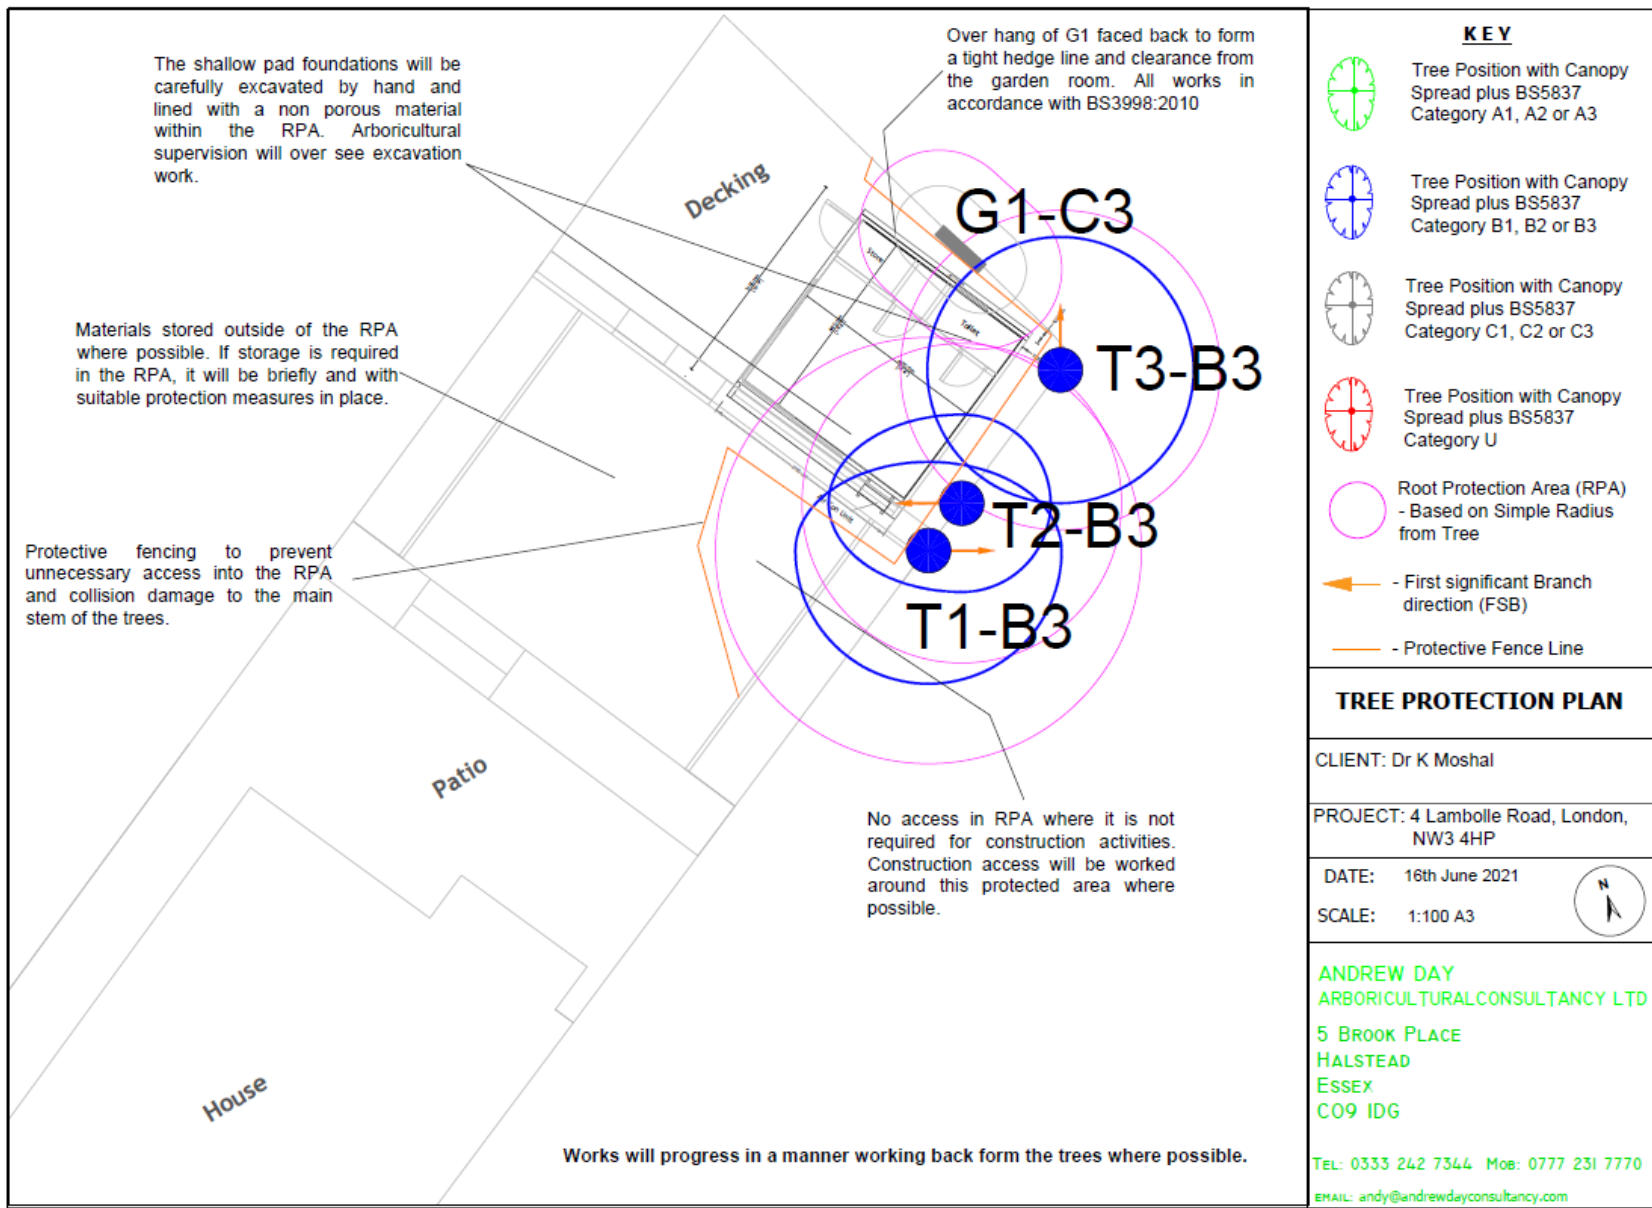 The shallow pad foundations will be
carefully excavated by hand and
lined with a non porous material
within the RPA. Arboricultural
supervision will over see excavation
work.
Over hang of G1 faced back to form
a tight hedge line and clearance from
the garden room. All works in
accordance with BS3998:2010
Decking
G1-C3
Store
Toilet
T3-B3
Materials stored outside of the RPA
where possible. If storage is required
in the RPA, it will be briefly and with
suitable protection measures in place.
Unit
T2-B3
Protective fencing to prevent
unnecessary access into the RPA
and collision damage to the main
stem of the trees.
T1-B3
Patio
No access in RPA where it is not
required for construction activities.
Construction access will be worked
around this protected area where
possible.
House
Works will progress in a manner working back form the trees where possible.
KEY
Tree Position with Canopy
Spread plus BS5837
Category A1, A2 or A3
Tree Position with Canopy
Spread plus BS5837
Category B1, B2 or B3
Tree Position with Canopy
Spread plus BS5837
Category C1, C2 or C3
Tree Position with Canopy
Spread plus BS5837
Category U
Root Protection Area (RPA)
- Based on Simple Radius
from Tree
- First significant Branch
direction (FSB)
- Protective Fence Line
TREE PROTECTION PLAN
CLIENT: Dr K Moshal
PROJECT: 4 Lambolle Road, London,
NW3 4HP
DATE: 16th June 2021
SCALE: 1:100 A3
N
ANDREW DAY
ARBORICULTURALCONSULTANCY LTD
5 BROOK PLACE
HALSTEAD
ESSEX
CO9 1DG
TEL: 0333 242 7344 MOB: 0777 231 7770
EMAIL: andy@andrewdayconsultancy.com